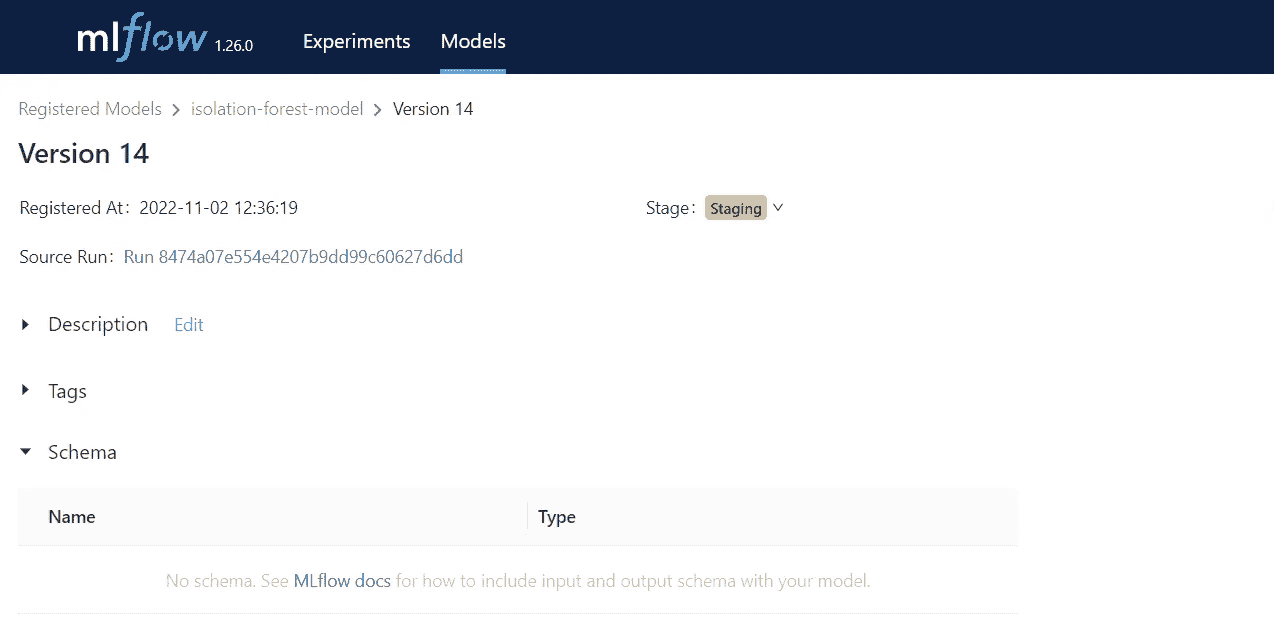 mlflow 1.26.0 Experiments Models
Registered Models > isolation-forest-model > Version 14
Version 14
Registered At: 2022-11-02 12:36:19 Stage: Staging
Source Run: Run 8474a07e554e4207b9dd99c60627d6dd
Description Edit
Tags
Schema
Name Type
No schema. See MLflow docs for how to include input and output schema with your model.